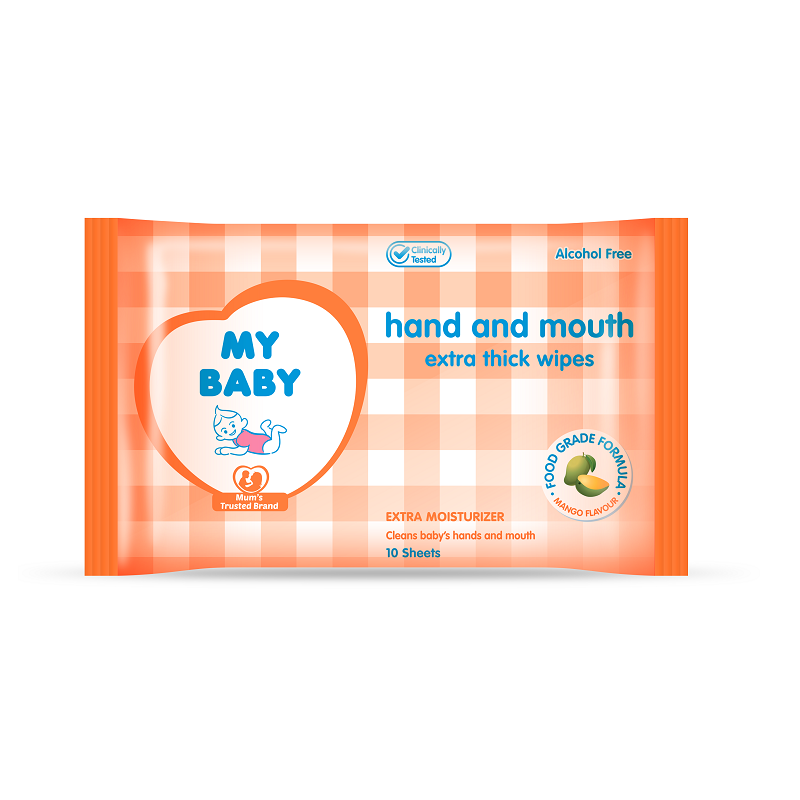 Clinically
Tested
Alcohol Free
MY
BABY
hand and mouth
extra thick wipes
Mum's
Trusted Brand
FOOD GRADE FORMULA
MANGO FLAVOUR
EXTRA MOISTURIZER
Cleans baby's hands and mouth
10 Sheets